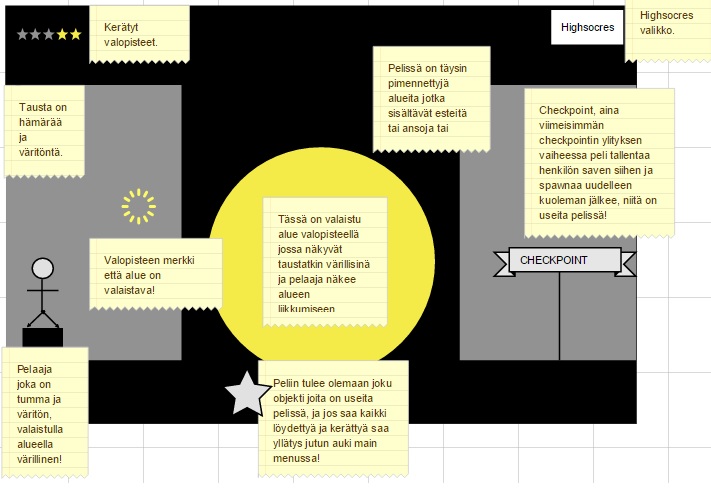 Kerätyt
valopisteet.
Highsocres
Highsocres
valikko.
Pelissä on täysin
pimennettyjä
alueita jotka
sisältävät esteitä
tai ansoja tai
Tausta on
hämärää
ja
väritöntä.
Checkpoint, aina
viimeisimmän
checkpointin ylityksen
vaiheessa peli tallentaa
henkilön saven siihen ja
spawnaa uudelleen
kuoleman jälkee, niitä on
useita pelissä!
Tässä on valaistu
alue valopisteellä
jossa näkyvät
taustatkin värillisinä
ja pelaaja näkee
alueen
liikkumiseen
Valopisteen merkki
että alue on
valaistava!
CHECKPOINT
Pelaaja
joka on
tumma ja
väritön,
valaistulla
alueella
värillinen!
Peliin tulee olemaan joku
objekti joita on useita
pelissä, ja jos saa kaikki
löydettyä ja kerättyä saa
yllätys jutun auki main
menussa!